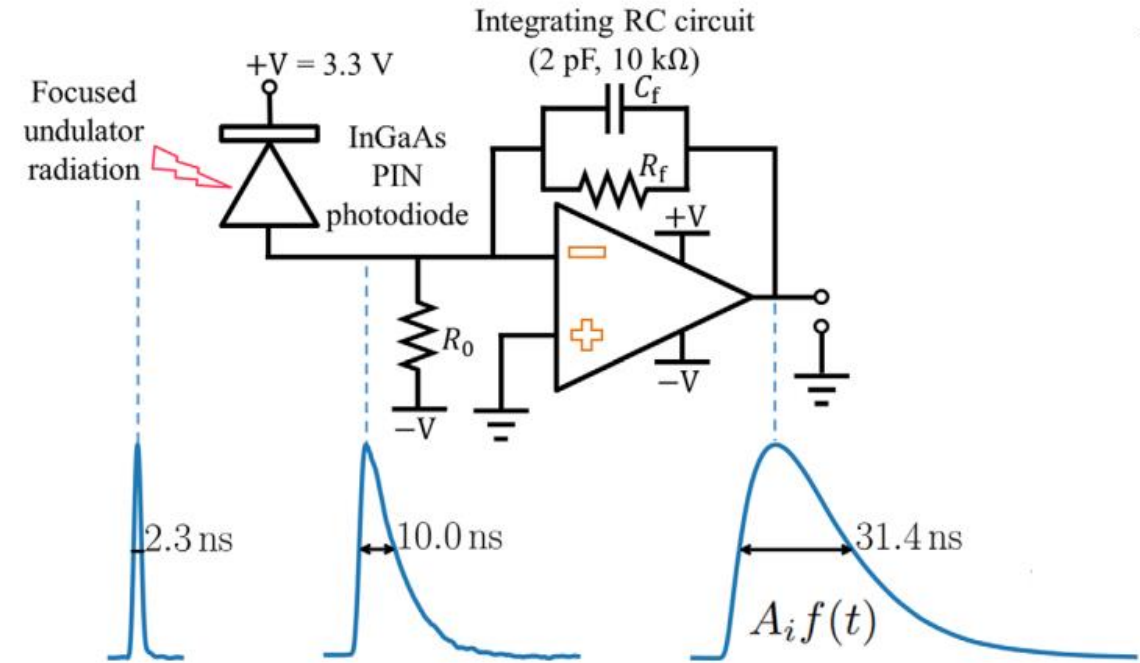 Integrating RC circuit
(2 pF, 10 kΩ)
+V = 3.3 V
Focused
undulator
radiation
InGaAs
PIN
photodiode
C_f
R_f
+V
R_0
−V
−V
2.3 ns
10.0 ns
31.4 ns
A_i f(t)